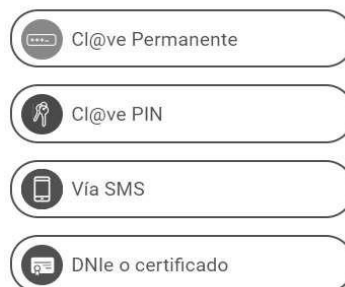 Cl@ve Permanente
Cl@ve PIN
Vía SMS
DNIe o certificado